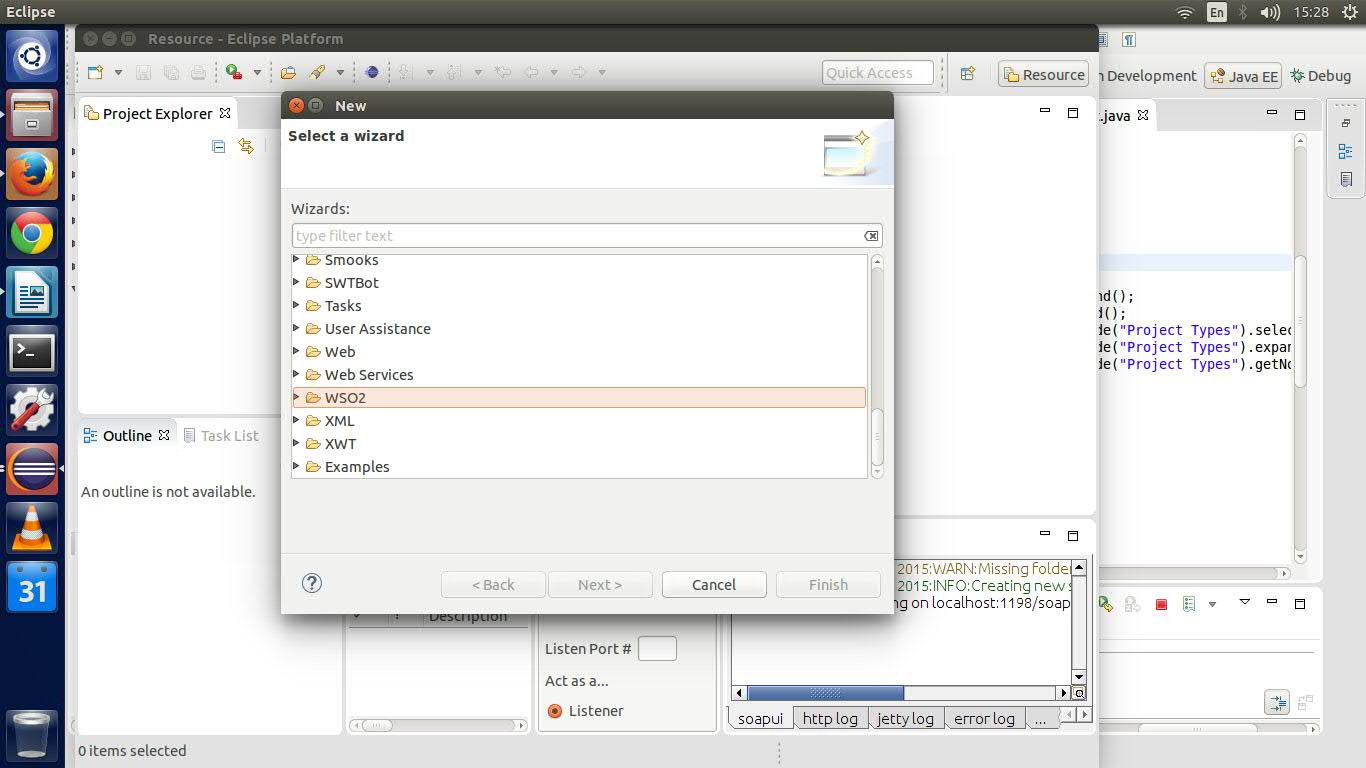 Eclipse
En
15:28
Resource - Eclipse Platform
Quick Access
Resource
Development
Java EE
Debug
Project Explorer
.java
New
Select a wizard
Wizards:
type filter text
Smooks
SWTBot
Tasks
User Assistance
Web
Web Services
WSO2
XML
XWT
Examples
< Back
Next >
Cancel
Finish
nd();
d();
de("Project Types").selec
de("Project Types").expan
de("Project Types").getNo
Outline
Task List
An outline is not available.
31
2015:WARN:Missing folder
2015:INFO:Creating new s
ng on localhost:1198/soap
Description
Listen Port #
Act as a...
Listener
soapui
http log
jetty log
error log
...
0 items selected